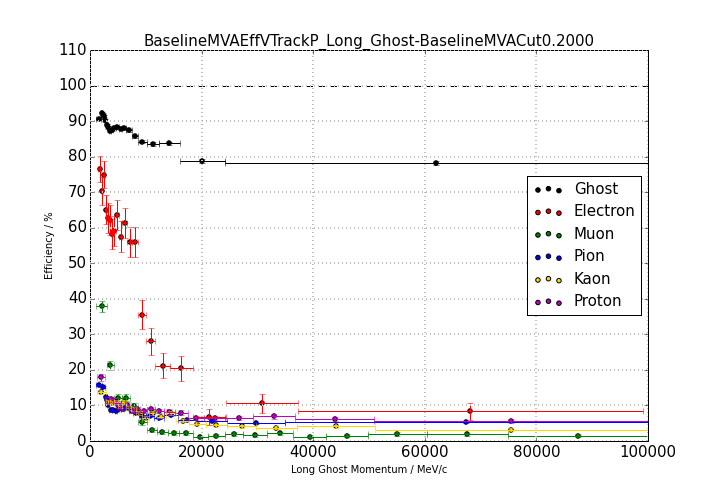 BaselineMVAEffVTrackP_Long_Ghost-BaselineMVACut0.2000
110
100
90
80
70
60
50
40
30
20
10
0
Efficiency / %
Ghost
Electron
Muon
Pion
Kaon
Proton
0 20000 40000 60000 80000 100000
Long Ghost Momentum / MeV/c